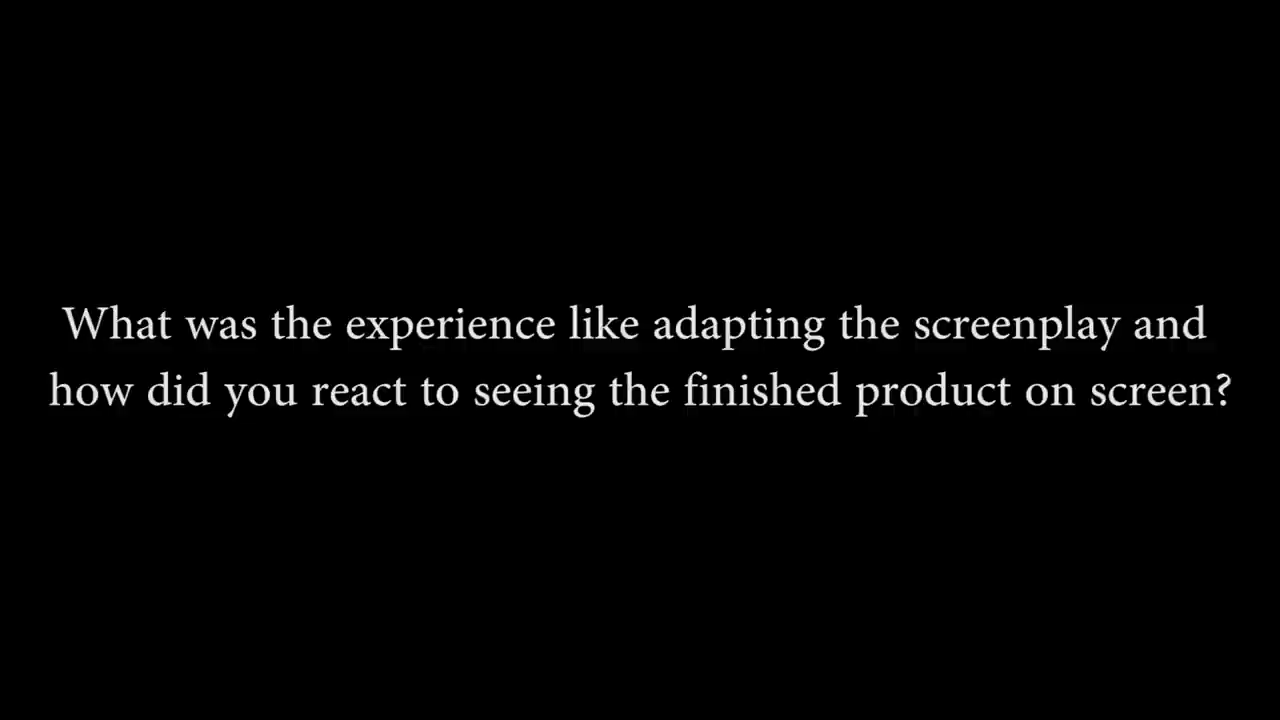 What was the experience like adapting the screenplay and
how did you react to seeing the finished product on screen?